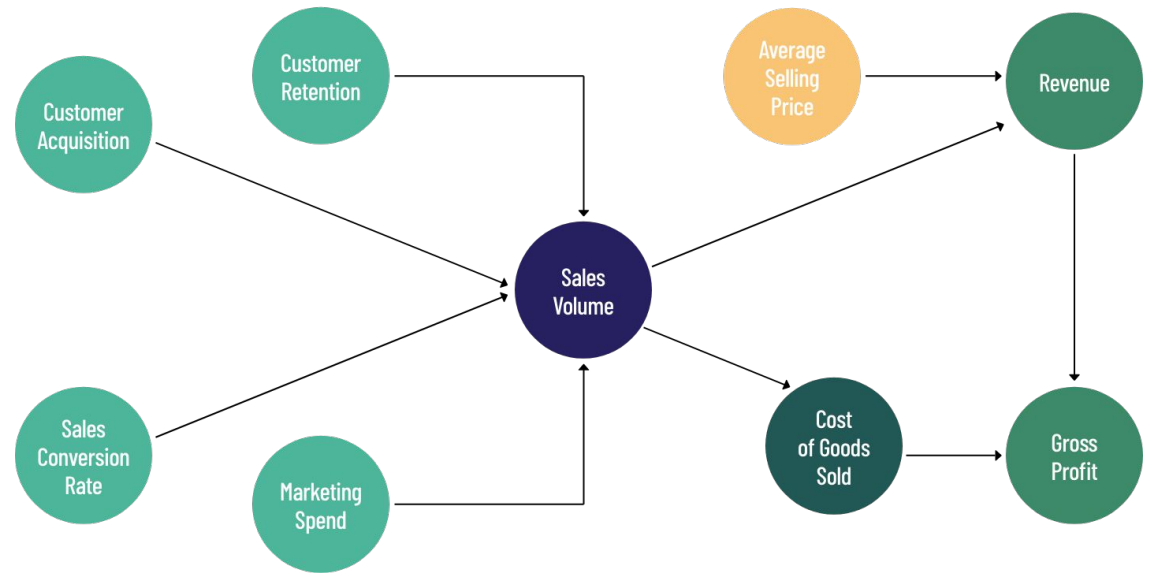 Customer
Acquisition
Customer
Retention
Average
Selling
Price
Revenue
Sales
Volume
Sales
Conversion
Rate
Marketing
Spend
Cost
of Goods
Sold
Gross
Profit